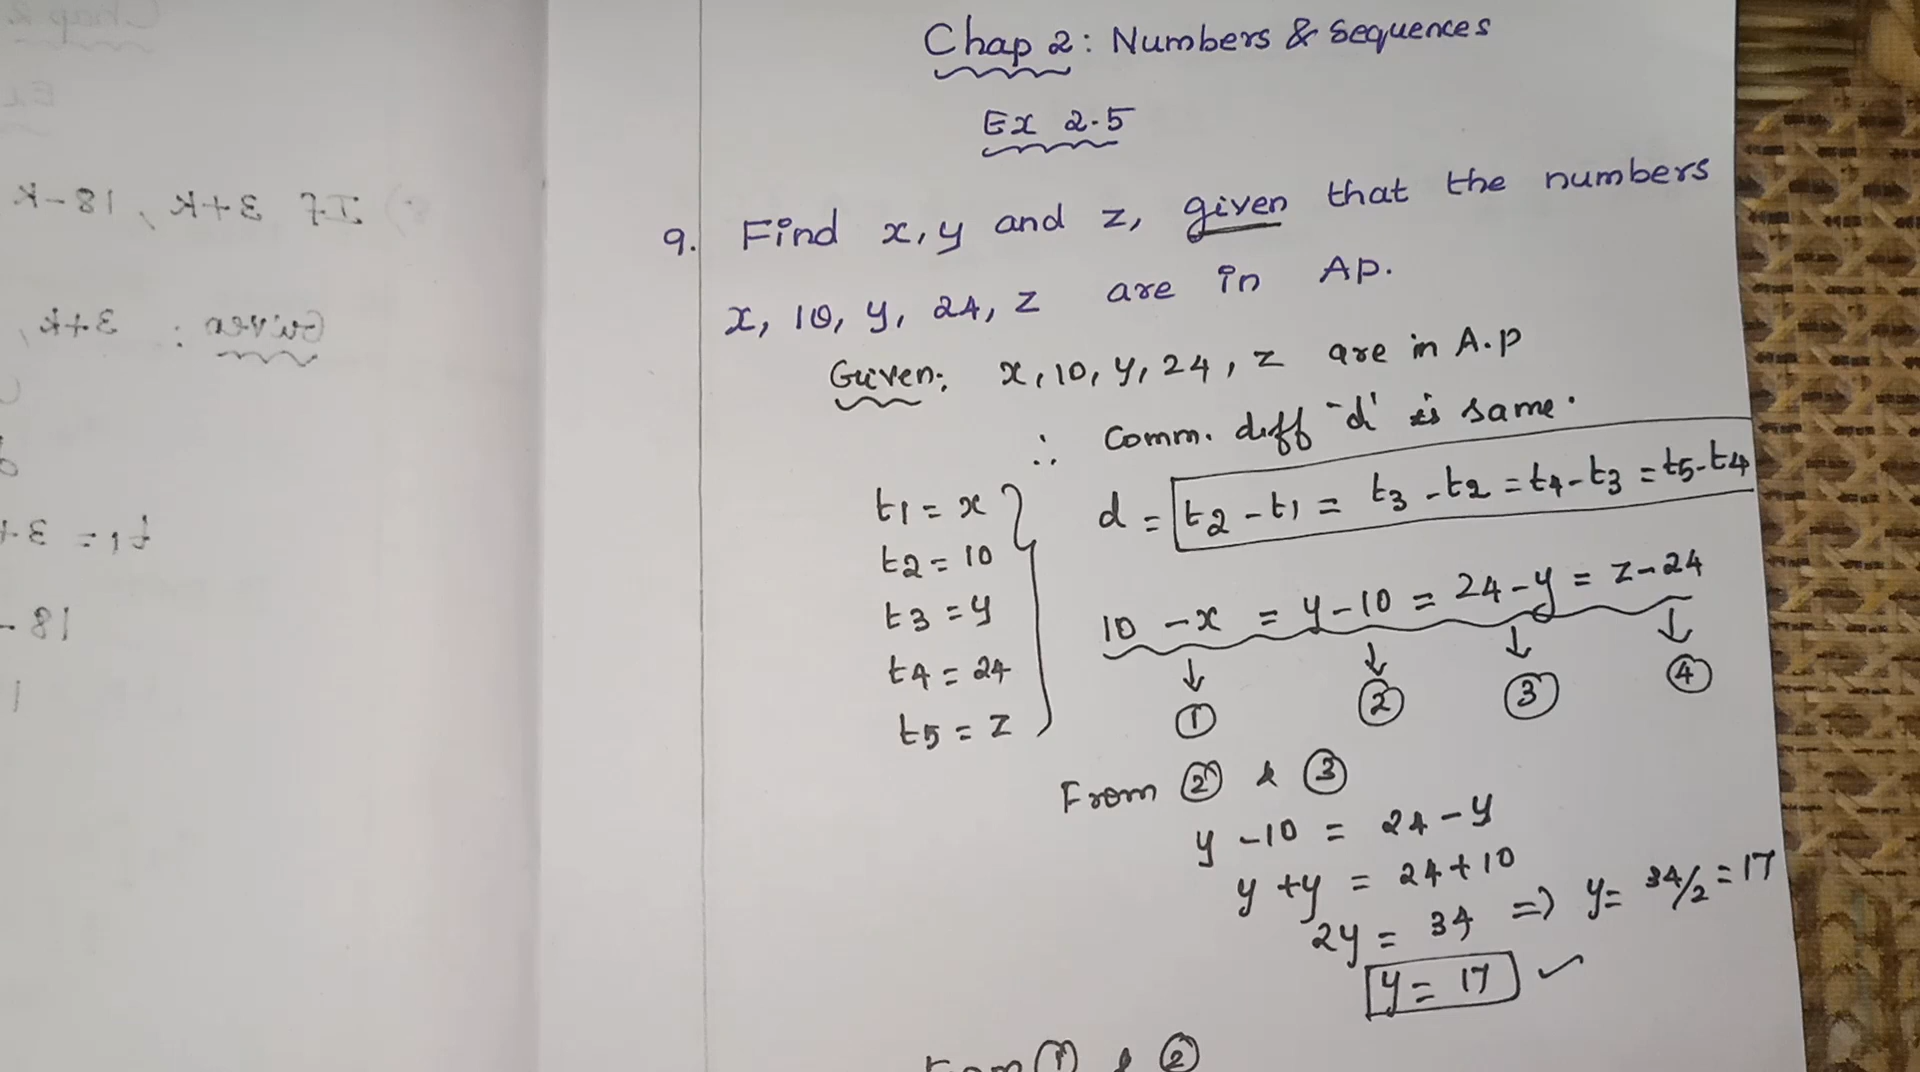 Chap 2: Numbers & Sequences
Ex 2.5
9. Find x, y and z, given that the numbers
x, 10, y, 24, z are in AP.
Given: x, 10, y, 24, z are in A.P
∴ Comm. diff 'd' is same.
t1 = x
t2 = 10
t3 = y
t4 = 24
t5 = z
d = t2 - t1 = t3 - t2 = t4 - t3 = t5 - t4
10 - x = y - 10 = 24 - y = z - 24
① ② ③ ④
From ② & ③
y - 10 = 24 - y
y + y = 24 + 10
2y = 34 => y = 34/2 = 17
y = 17 ✓
① & ②